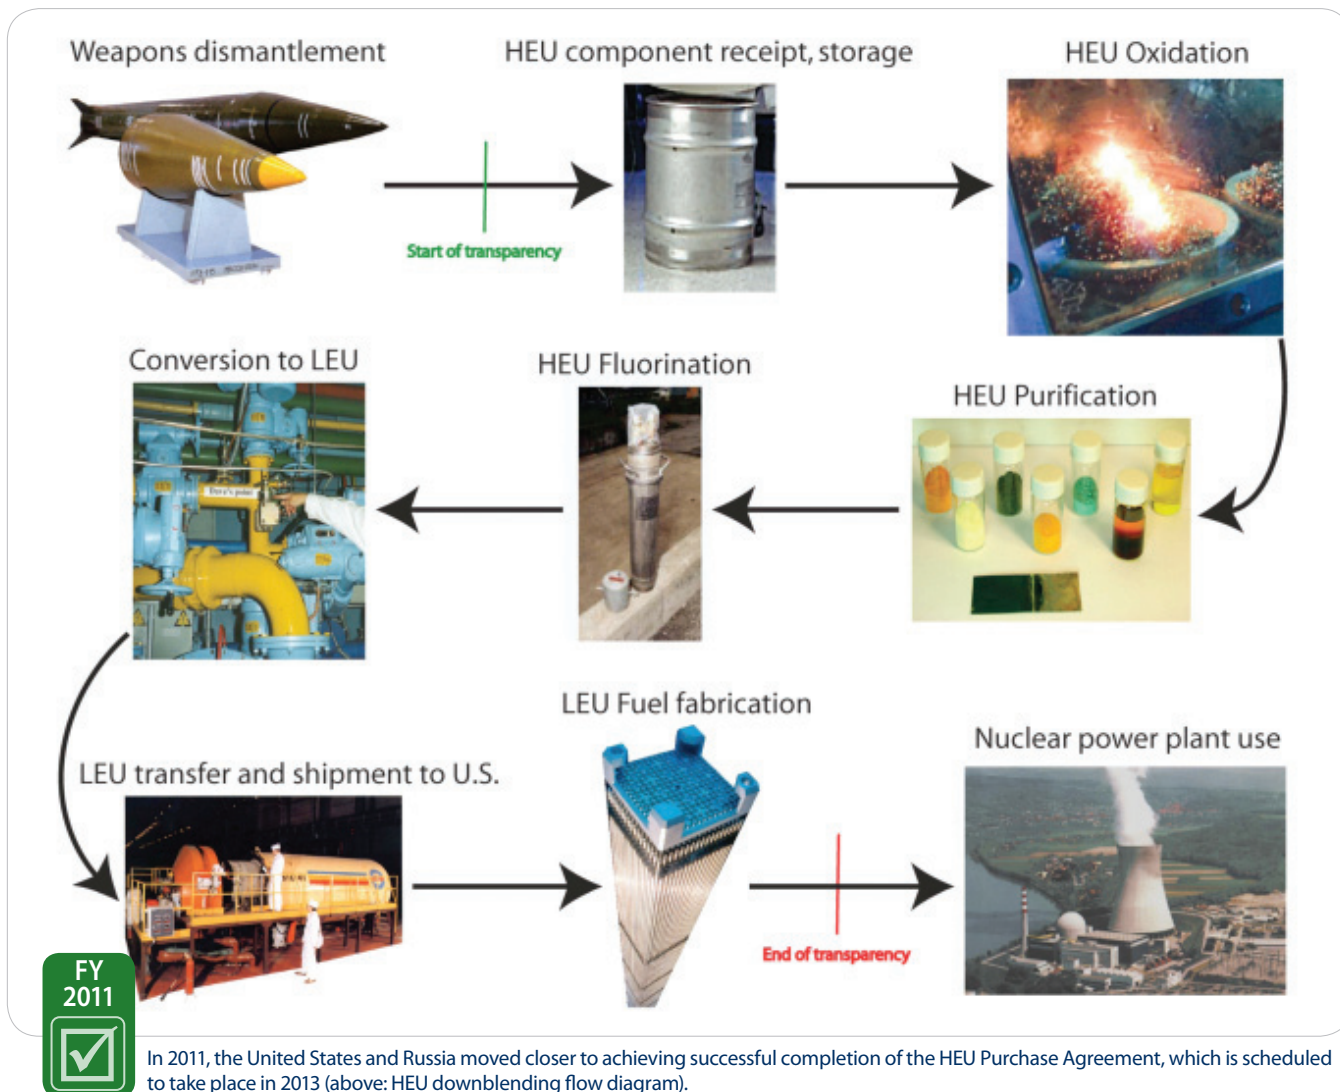 Weapons dismantlement
HEU component receipt, storage
HEU Oxidation
Start of transparency
Conversion to LEU
HEU Fluorination
HEU Purification
LEU transfer and shipment to U.S.
LEU Fuel fabrication
Nuclear power plant use
End of transparency
FY
2011
In 2011, the United States and Russia moved closer to achieving successful completion of the HEU Purchase Agreement, which is scheduled
to take place in 2013 (above: HEU downblending flow diagram).